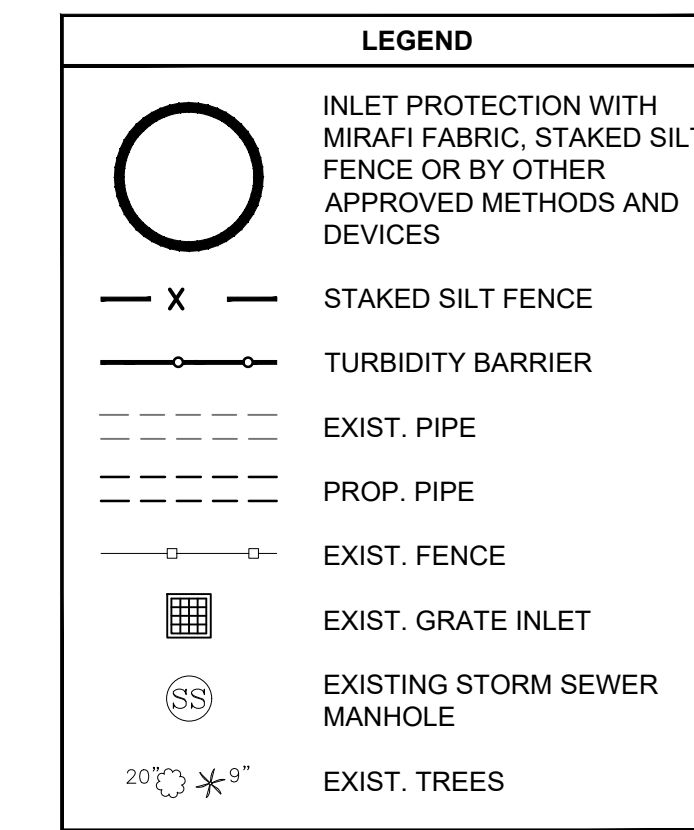 LEGEND
INLET PROTECTION WITH
MIRAFI FABRIC, STAKED SILT
FENCE OR BY OTHER
APPROVED METHODS AND
DEVICES
X STAKED SILT FENCE
TURBIDITY BARRIER
EXIST. PIPE
PROP. PIPE
EXIST. FENCE
EXIST. GRATE INLET
SS EXISTING STORM SEWER
MANHOLE
20" 9" EXIST. TREES